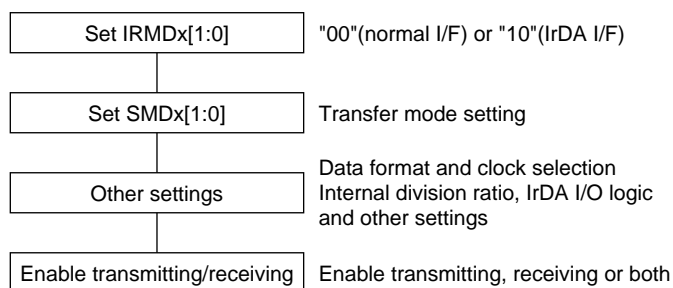 Set IRMDx[1:0]
"00"(normal I/F) or "10"(IrDA I/F)
Set SMDx[1:0]
Transfer mode setting
Other settings
Data format and clock selection
Internal division ratio, IrDA I/O logic
and other settings
Enable transmitting/receiving
Enable transmitting, receiving or both